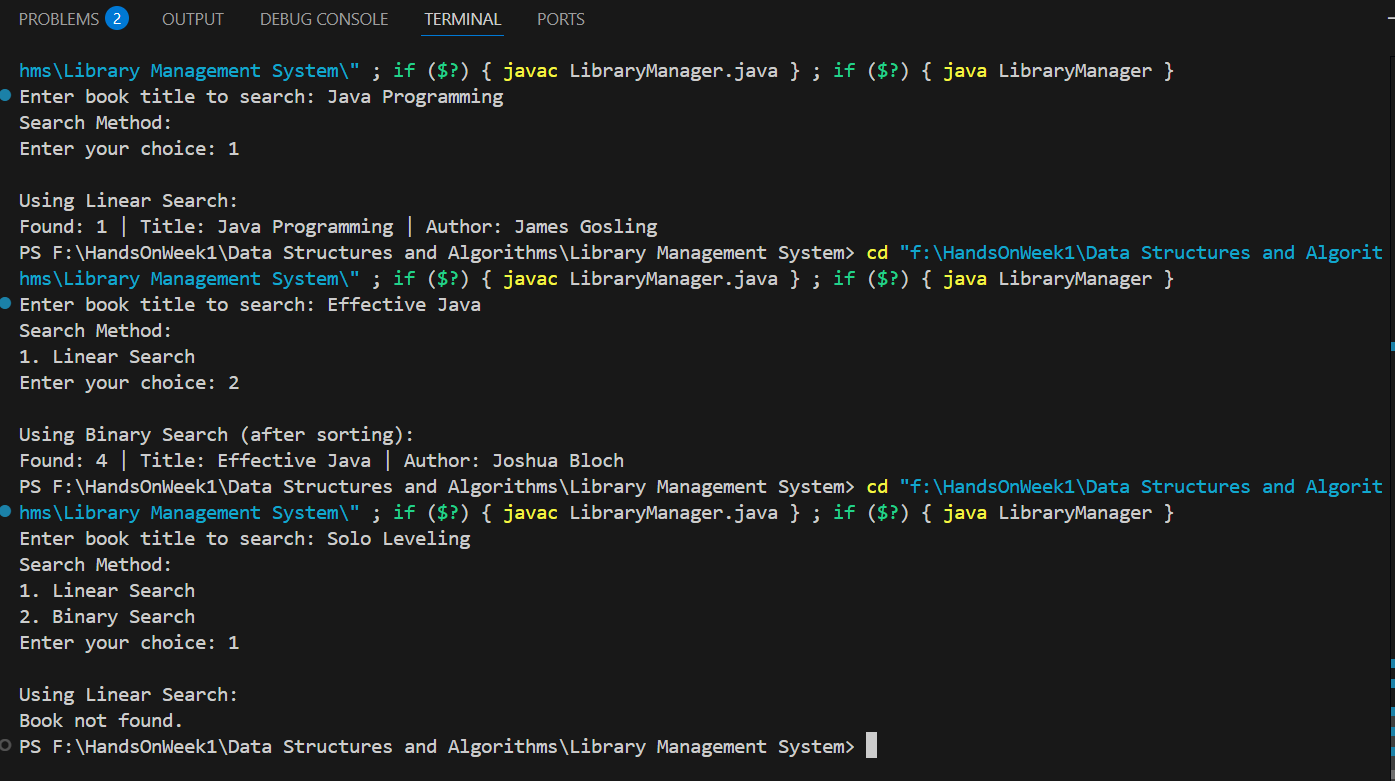 PROBLEMS 2 OUTPUT DEBUG CONSOLE TERMINAL PORTS
hms\Library Management System\" ; if ($?) { javac LibraryManager.java } ; if ($?) { java LibraryManager }
Enter book title to search: Java Programming
Search Method:
Enter your choice: 1
Using Linear Search:
Found: 1 | Title: Java Programming | Author: James Gosling
PS F:\HandsOnWeek1\Data Structures and Algorithms\Library Management System> cd "f:\HandsOnWeek1\Data Structures and Algorit
hms\Library Management System\" ; if ($?) { javac LibraryManager.java } ; if ($?) { java LibraryManager }
Enter book title to search: Effective Java
Search Method:
1. Linear Search
Enter your choice: 2
Using Binary Search (after sorting):
Found: 4 | Title: Effective Java | Author: Joshua Bloch
PS F:\HandsOnWeek1\Data Structures and Algorithms\Library Management System> cd "f:\HandsOnWeek1\Data Structures and Algorit
hms\Library Management System\" ; if ($?) { javac LibraryManager.java } ; if ($?) { java LibraryManager }
Enter book title to search: Solo Leveling
Search Method:
1. Linear Search
2. Binary Search
Enter your choice: 1
Using Linear Search:
Book not found.
PS F:\HandsOnWeek1\Data Structures and Algorithms\Library Management System>